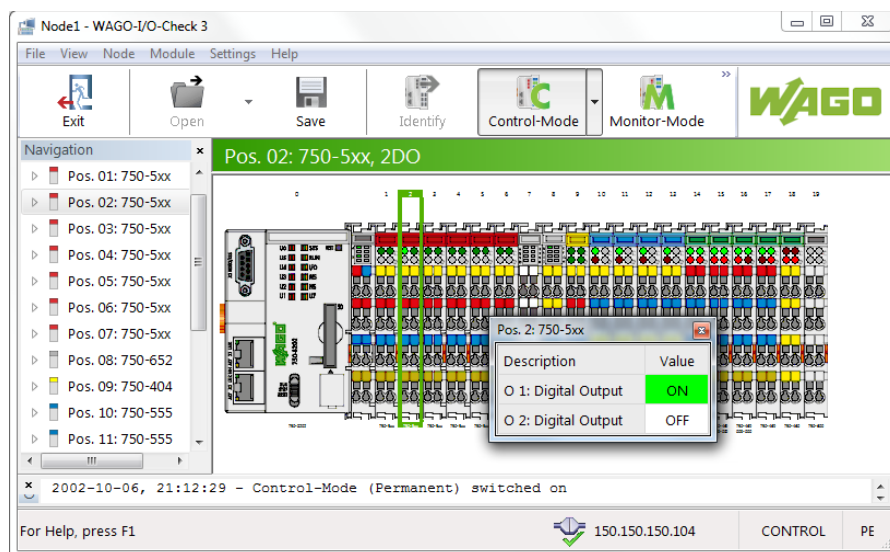 Node1 - WAGO-I/O-Check 3
File View Node Module Settings Help
Exit Open Save Identify Control-Mode Monitor-Mode »
WAGO
Navigation ×
Pos. 02: 750-5xx, 2DO
Pos. 01: 750-5xx
Pos. 02: 750-5xx
Pos. 03: 750-5xx
Pos. 04: 750-5xx
Pos. 05: 750-5xx
Pos. 06: 750-5xx
Pos. 07: 750-5xx
Pos. 08: 750-652
Pos. 09: 750-404
Pos. 10: 750-555
Pos. 11: 750-555
0 1 2 3 4 5 6 7 8 9 10 11 12 13 14 15 16 17 18 19
WAGO
Pos. 2: 750-5xx
Description Value
O 1: Digital Output ON
O 2: Digital Output OFF
2002-10-06, 21:12:29 - Control-Mode (Permanent) switched on
For Help, press F1
150.150.150.104 CONTROL PE